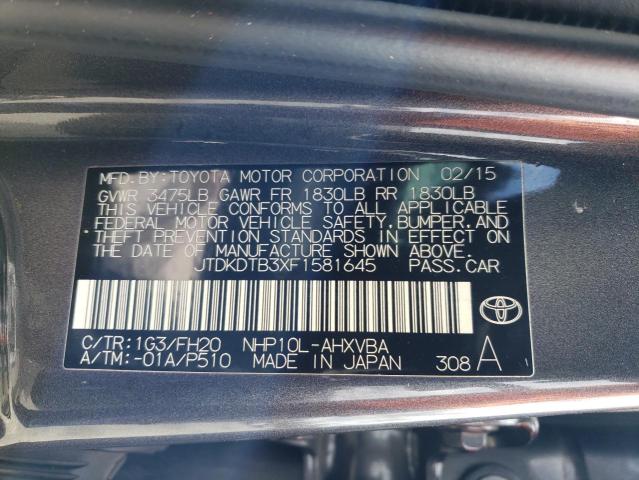 MFD. BY: TOYOTA MOTOR CORPORATION 02/15
GVWR 3475LB GAWR FR 1830LB RR 1830LB
THIS VEHICLE CONFORMS TO ALL APPLICABLE
FEDERAL MOTOR VEHICLE SAFETY, BUMPER, AND
THEFT PREVENTION STANDARDS IN EFFECT ON
THE DATE OF MANUFACTURE SHOWN ABOVE.
JTDKDTB3XF1581645 PASS. CAR
C/TR: 1G3/FH20 NHP10L-AHXVBA
A/TM: -01A/P510 MADE IN JAPAN 308 A